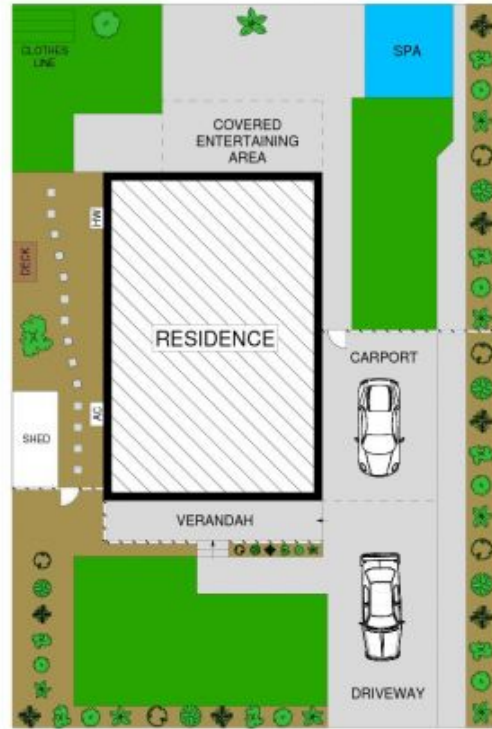 CLOTHES
LINE
SPA
COVERED
ENTERTAINING
AREA
HW
DECK
RESIDENCE
CARPORT
AC
SHED
VERANDAH
DRIVEWAY